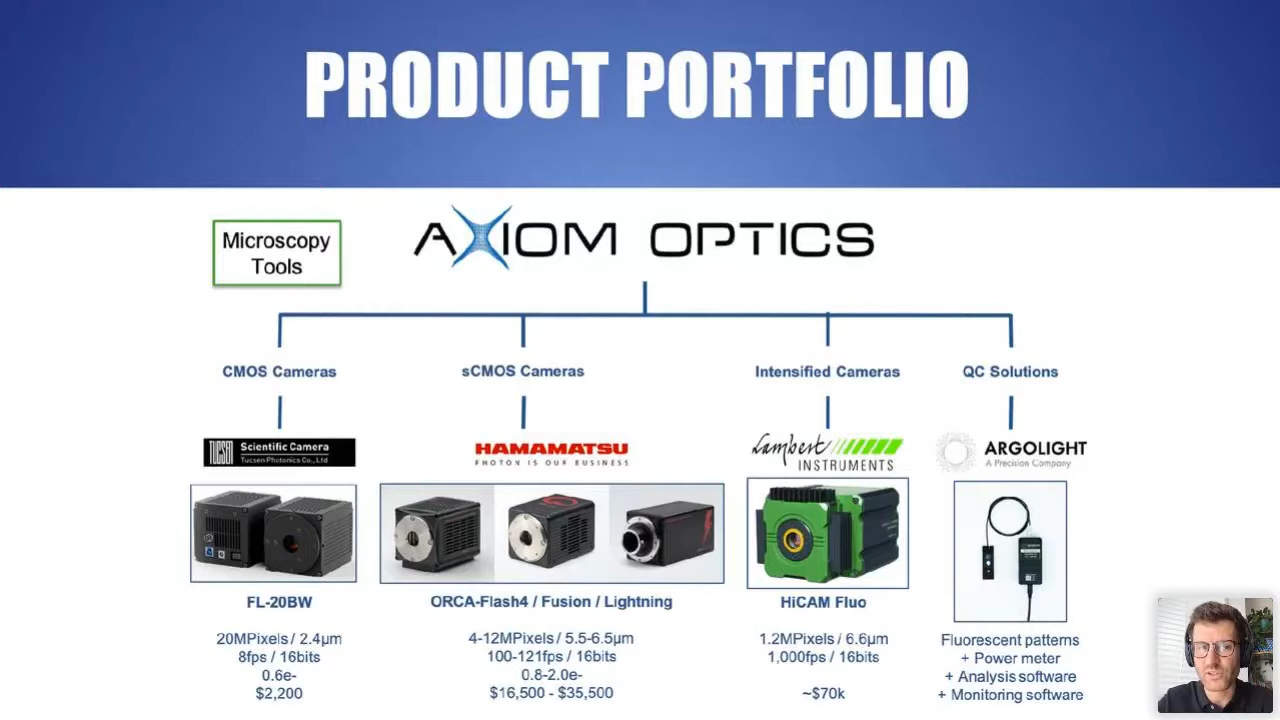 PRODUCT PORTFOLIO
Microscopy
Tools
AXIOM OPTICS
CMOS Cameras
sCMOS Cameras
Intensified Cameras
QC Solutions
TUCSEN
Scientific Camera
Tucsen Photonics Co., Ltd
HAMAMATSU
PHOTON IS OUR BUSINESS
Lambert
INSTRUMENTS
ARGOLIGHT
A Precision Company
FL-20BW
20MPixels / 2.4µm
8fps / 16bits
0.6e-
$2,200
ORCA-Flash4 / Fusion / Lightning
4-12MPixels / 5.5-6.5µm
100-121fps / 16bits
0.8-2.0e-
$16,500 - $35,500
HiCAM Fluo
1.2MPixels / 6.6µm
1,000fps / 16bits
~$70k
Fluorescent patterns
+ Power meter
+ Analysis software
+ Monitoring software